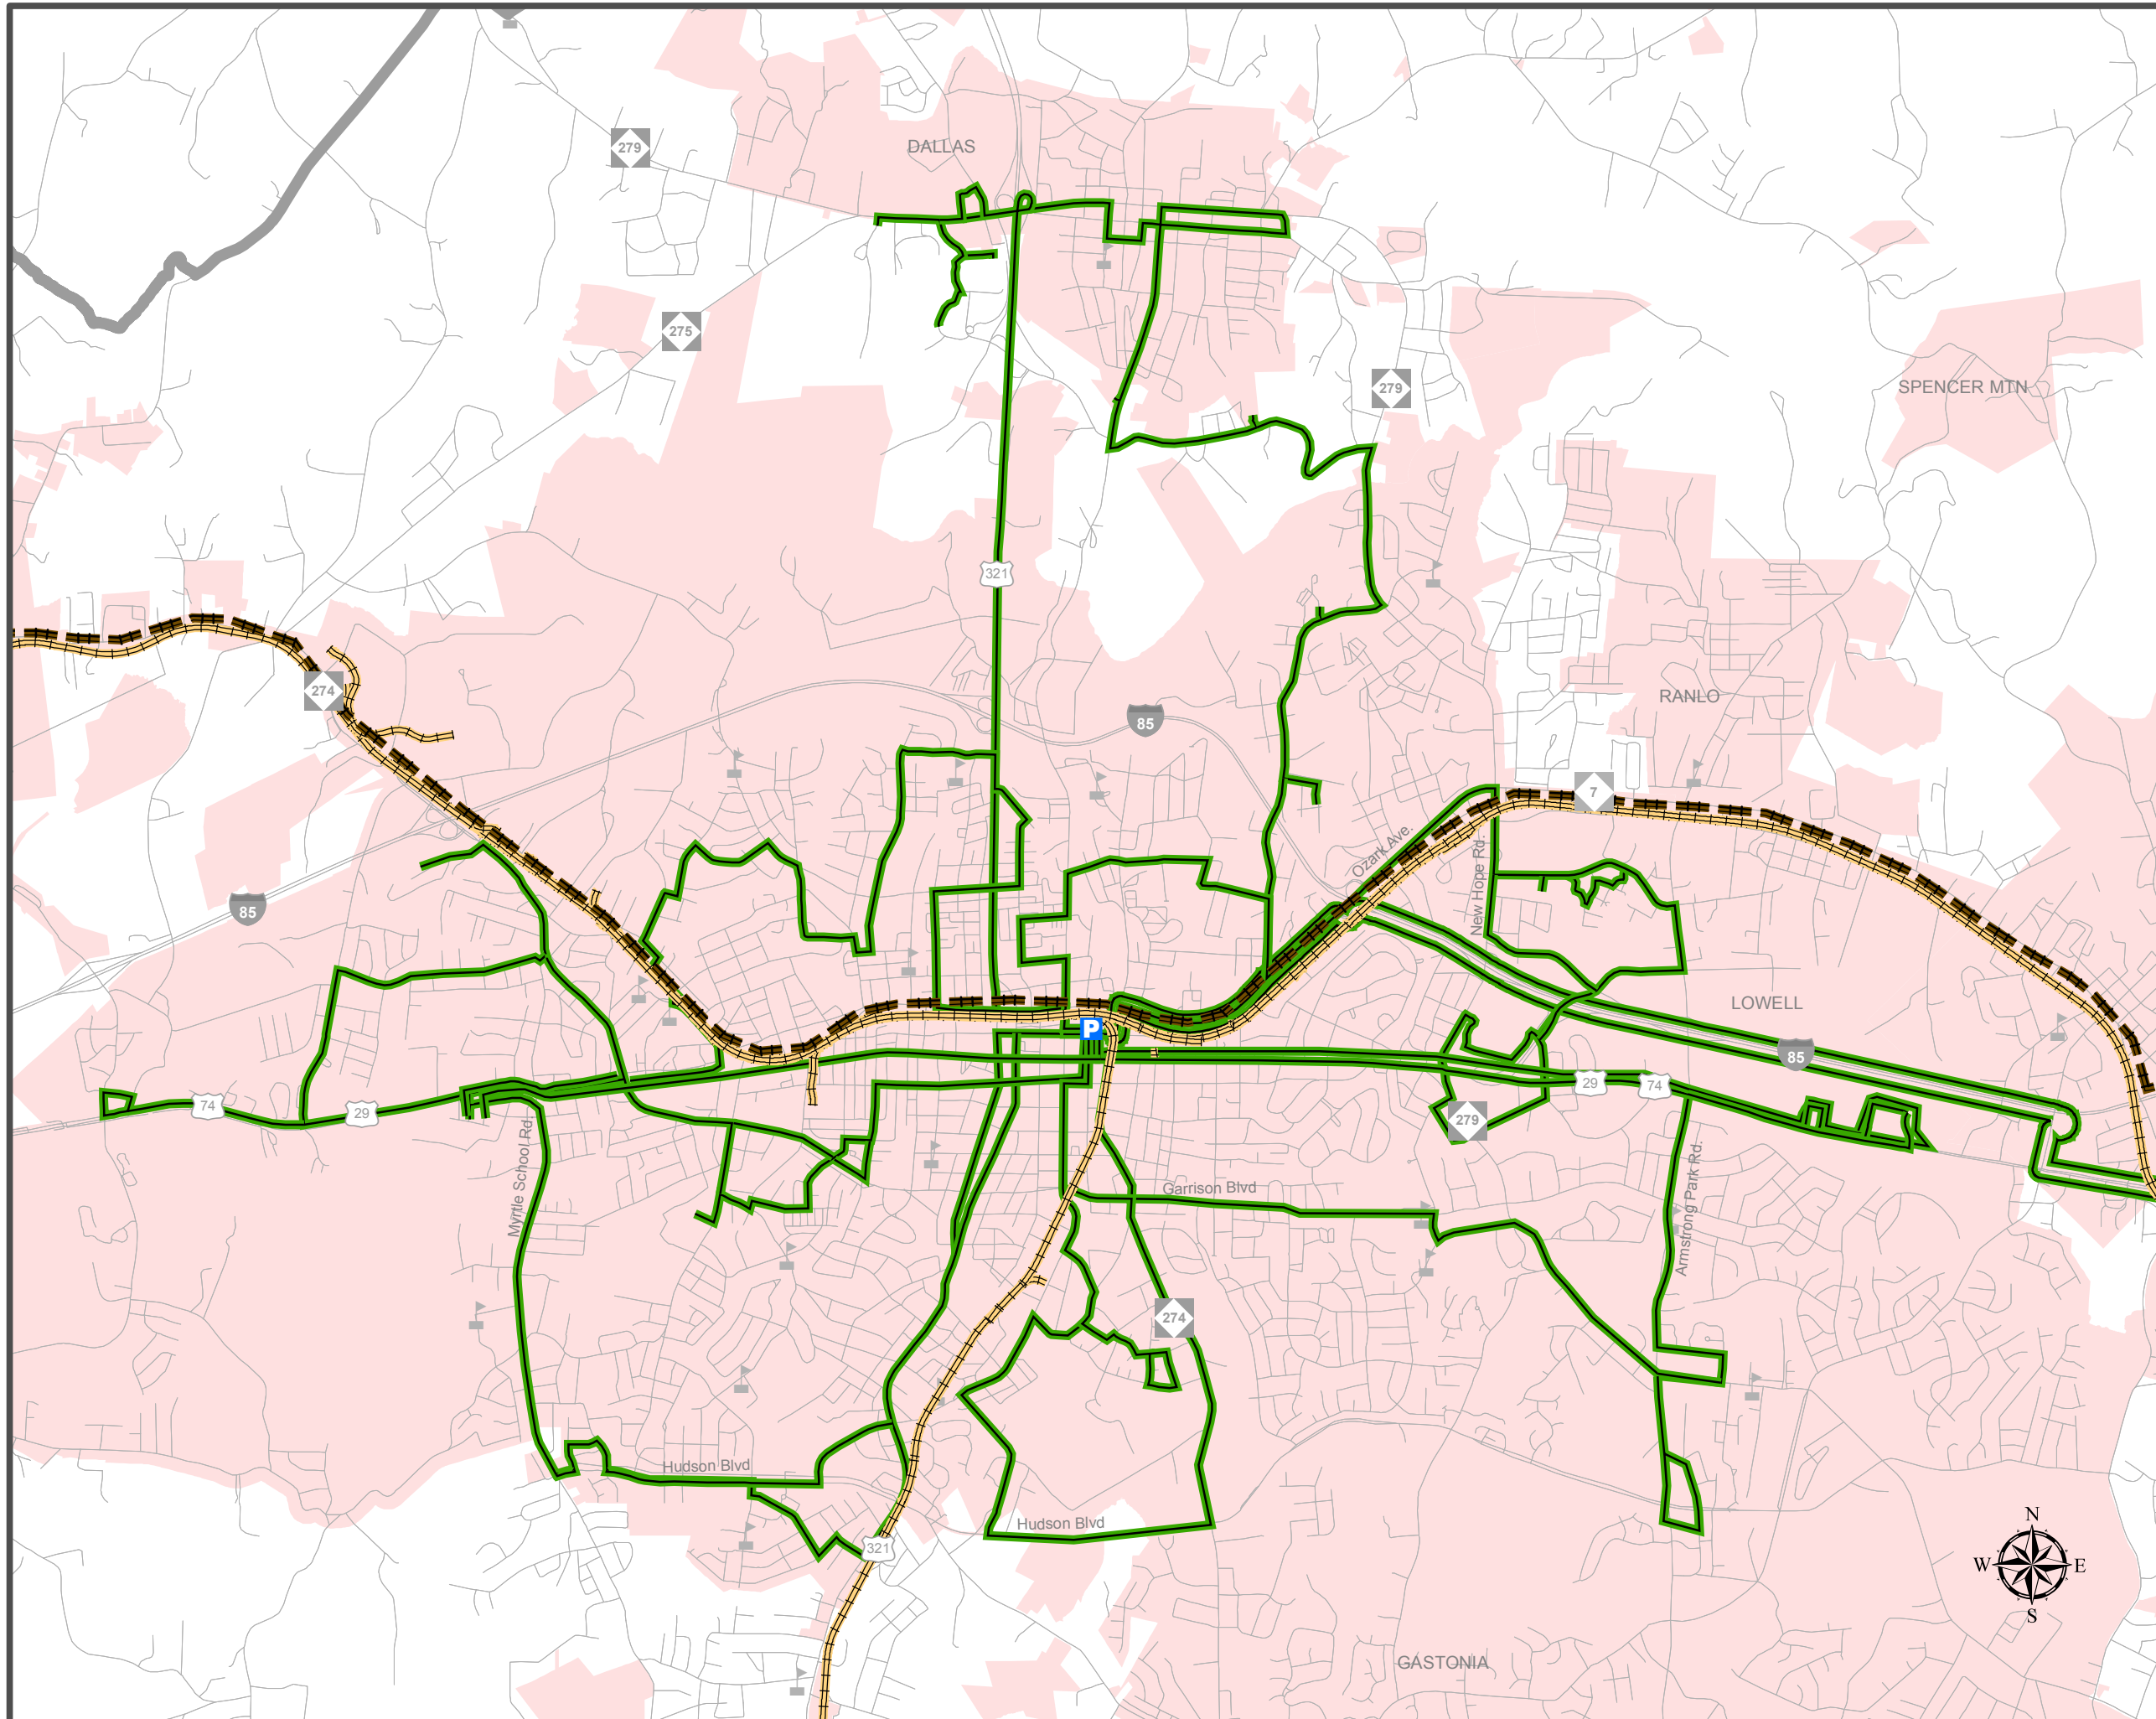 DALLAS
279
275
279
SPENCER MTN
321
274
RANLO
85
7
Ozark Ave.
New Hope Rd
85
LOWELL
P
85
74
29
29
74
279
Myrtle School Rd
Armstrong Park Rd.
Garrison Blvd
274
Hudson Blvd
Hudson Blvd
321
N
W
E
S
GASTONIA